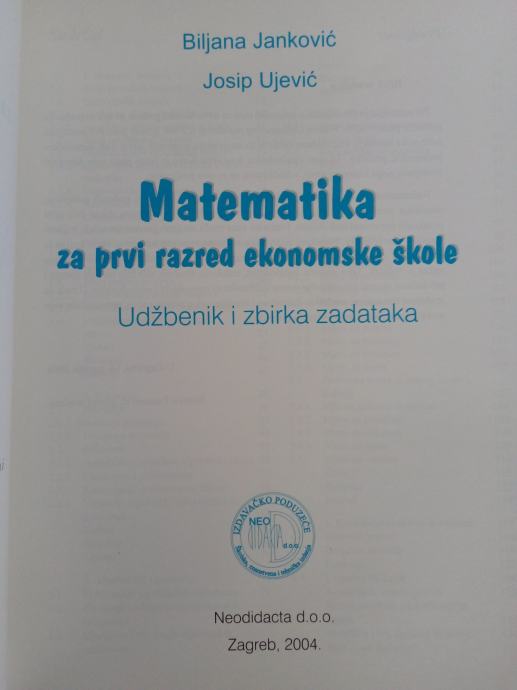 Biljana Janković
Josip Ujević
Matematika
za prvi razred ekonomske škole
Udžbenik i zbirka zadataka
IZDAVAČKO PODUZEĆE
NEO
DIDAKTA
d.o.o.
Neodidacta d.o.o.
Zagreb, 2004.